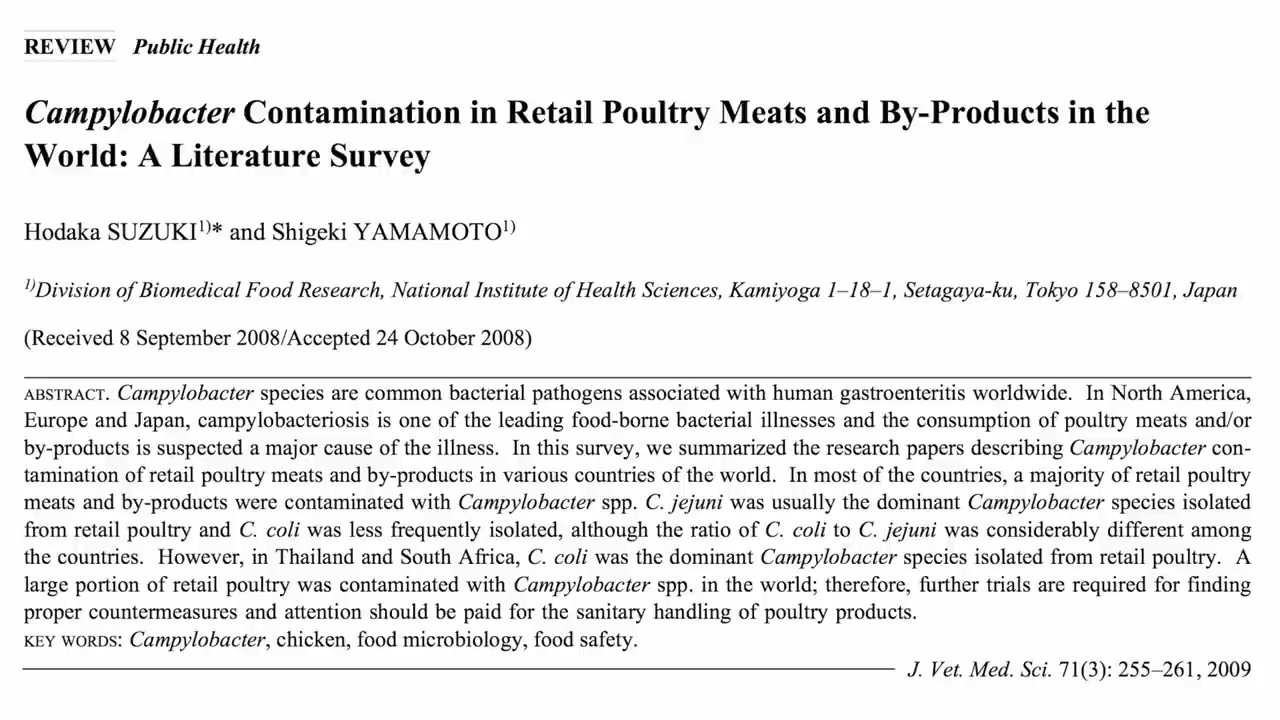 REVIEW Public Health
Campylobacter Contamination in Retail Poultry Meats and By-Products in the
World: A Literature Survey
Hodaka SUZUKI1)* and Shigeki YAMAMOTO1)
1)Division of Biomedical Food Research, National Institute of Health Sciences, Kamiyoga 1–18–1, Setagaya-ku, Tokyo 158–8501, Japan
(Received 8 September 2008/Accepted 24 October 2008)
ABSTRACT. Campylobacter species are common bacterial pathogens associated with human gastroenteritis worldwide. In North America,
Europe and Japan, campylobacteriosis is one of the leading food-borne bacterial illnesses and the consumption of poultry meats and/or
by-products is suspected a major cause of the illness. In this survey, we summarized the research papers describing Campylobacter con-
tamination of retail poultry meats and by-products in various countries of the world. In most of the countries, a majority of retail poultry
meats and by-products were contaminated with Campylobacter spp. C. jejuni was usually the dominant Campylobacter species isolated
from retail poultry and C. coli was less frequently isolated, although the ratio of C. coli to C. jejuni was considerably different among
the countries. However, in Thailand and South Africa, C. coli was the dominant Campylobacter species isolated from retail poultry. A
large portion of retail poultry was contaminated with Campylobacter spp. in the world; therefore, further trials are required for finding
proper countermeasures and attention should be paid for the sanitary handling of poultry products.
KEY WORDS: Campylobacter, chicken, food microbiology, food safety.
J. Vet. Med. Sci. 71(3): 255–261, 2009